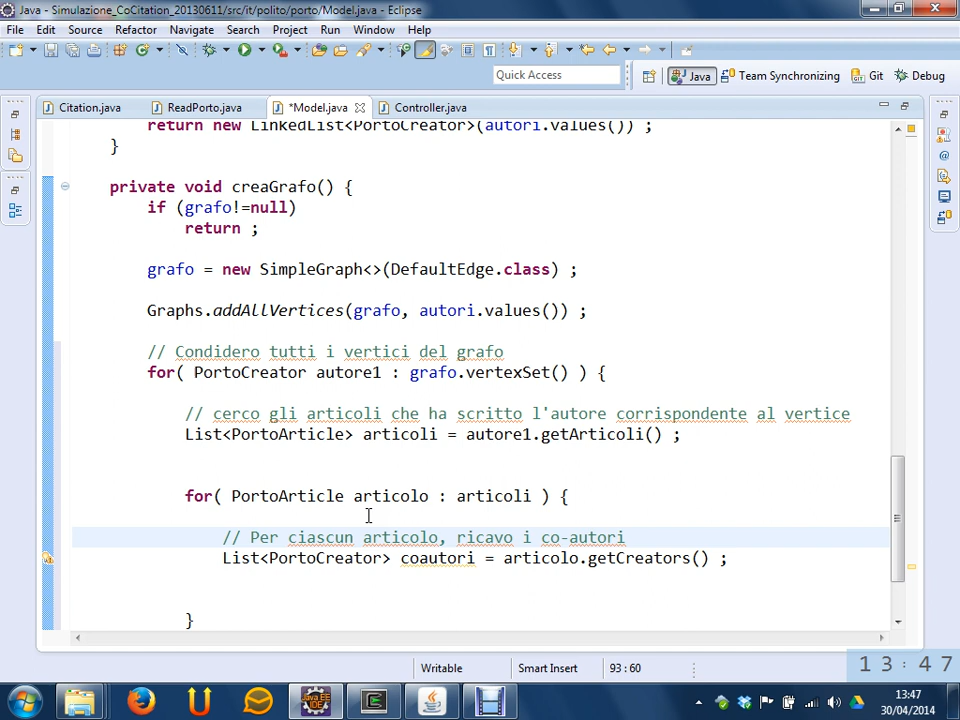 Java - Simulazione_CoCitation_20130611/src/it/polito/porto/Model.java - Eclipse
File Edit Source Refactor Navigate Search Project Run Window Help
Quick Access
Java Team Synchronizing Git Debug
Citation.java ReadPorto.java *Model.java Controller.java
return new LinkedList<PortoCreator>(autori.values()) ;
}
private void creaGrafo() {
if (grafo!=null)
return ;
grafo = new SimpleGraph<>(DefaultEdge.class) ;
Graphs.addAllVertices(grafo, autori.values()) ;
// Condidero tutti i vertici del grafo
for( PortoCreator autore1 : grafo.vertexSet() ) {
// cerco gli articoli che ha scritto l'autore corrispondente al vertice
List<PortoArticle> articoli = autore1.getArticoli() ;
for( PortoArticle articolo : articoli ) {
// Per ciascun articolo, ricavo i co-autori
List<PortoCreator> coautori = articolo.getCreators() ;
}
Writable Smart Insert 93 : 60
13:47
Java EE IDE
13:47
30/04/2014